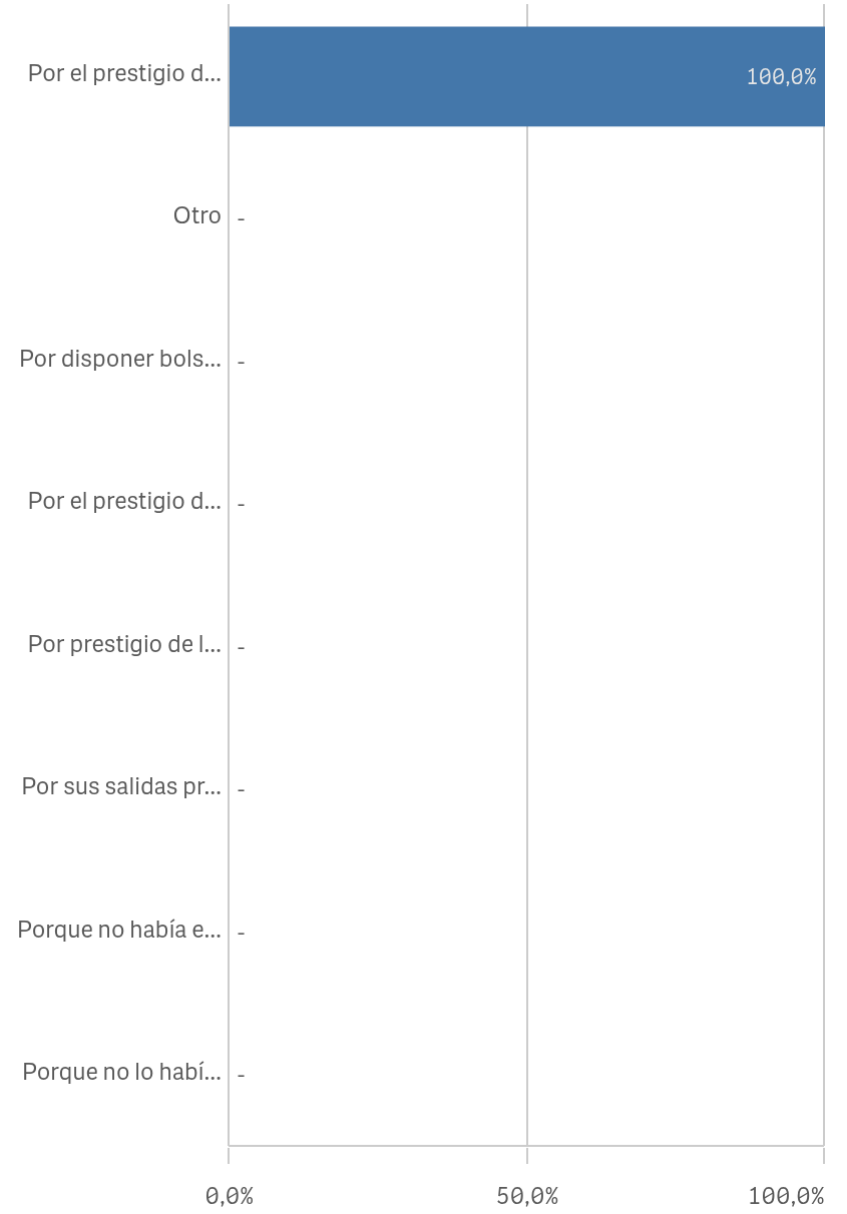 Por el prestigio d...
100,0%
Otro
-
Por disponer bols...
-
Por el prestigio d...
-
Por prestigio de l...
-
Por sus salidas pr...
-
Porque no había e...
-
Porque no lo habí...
-
0,0%
50,0%
100,0%